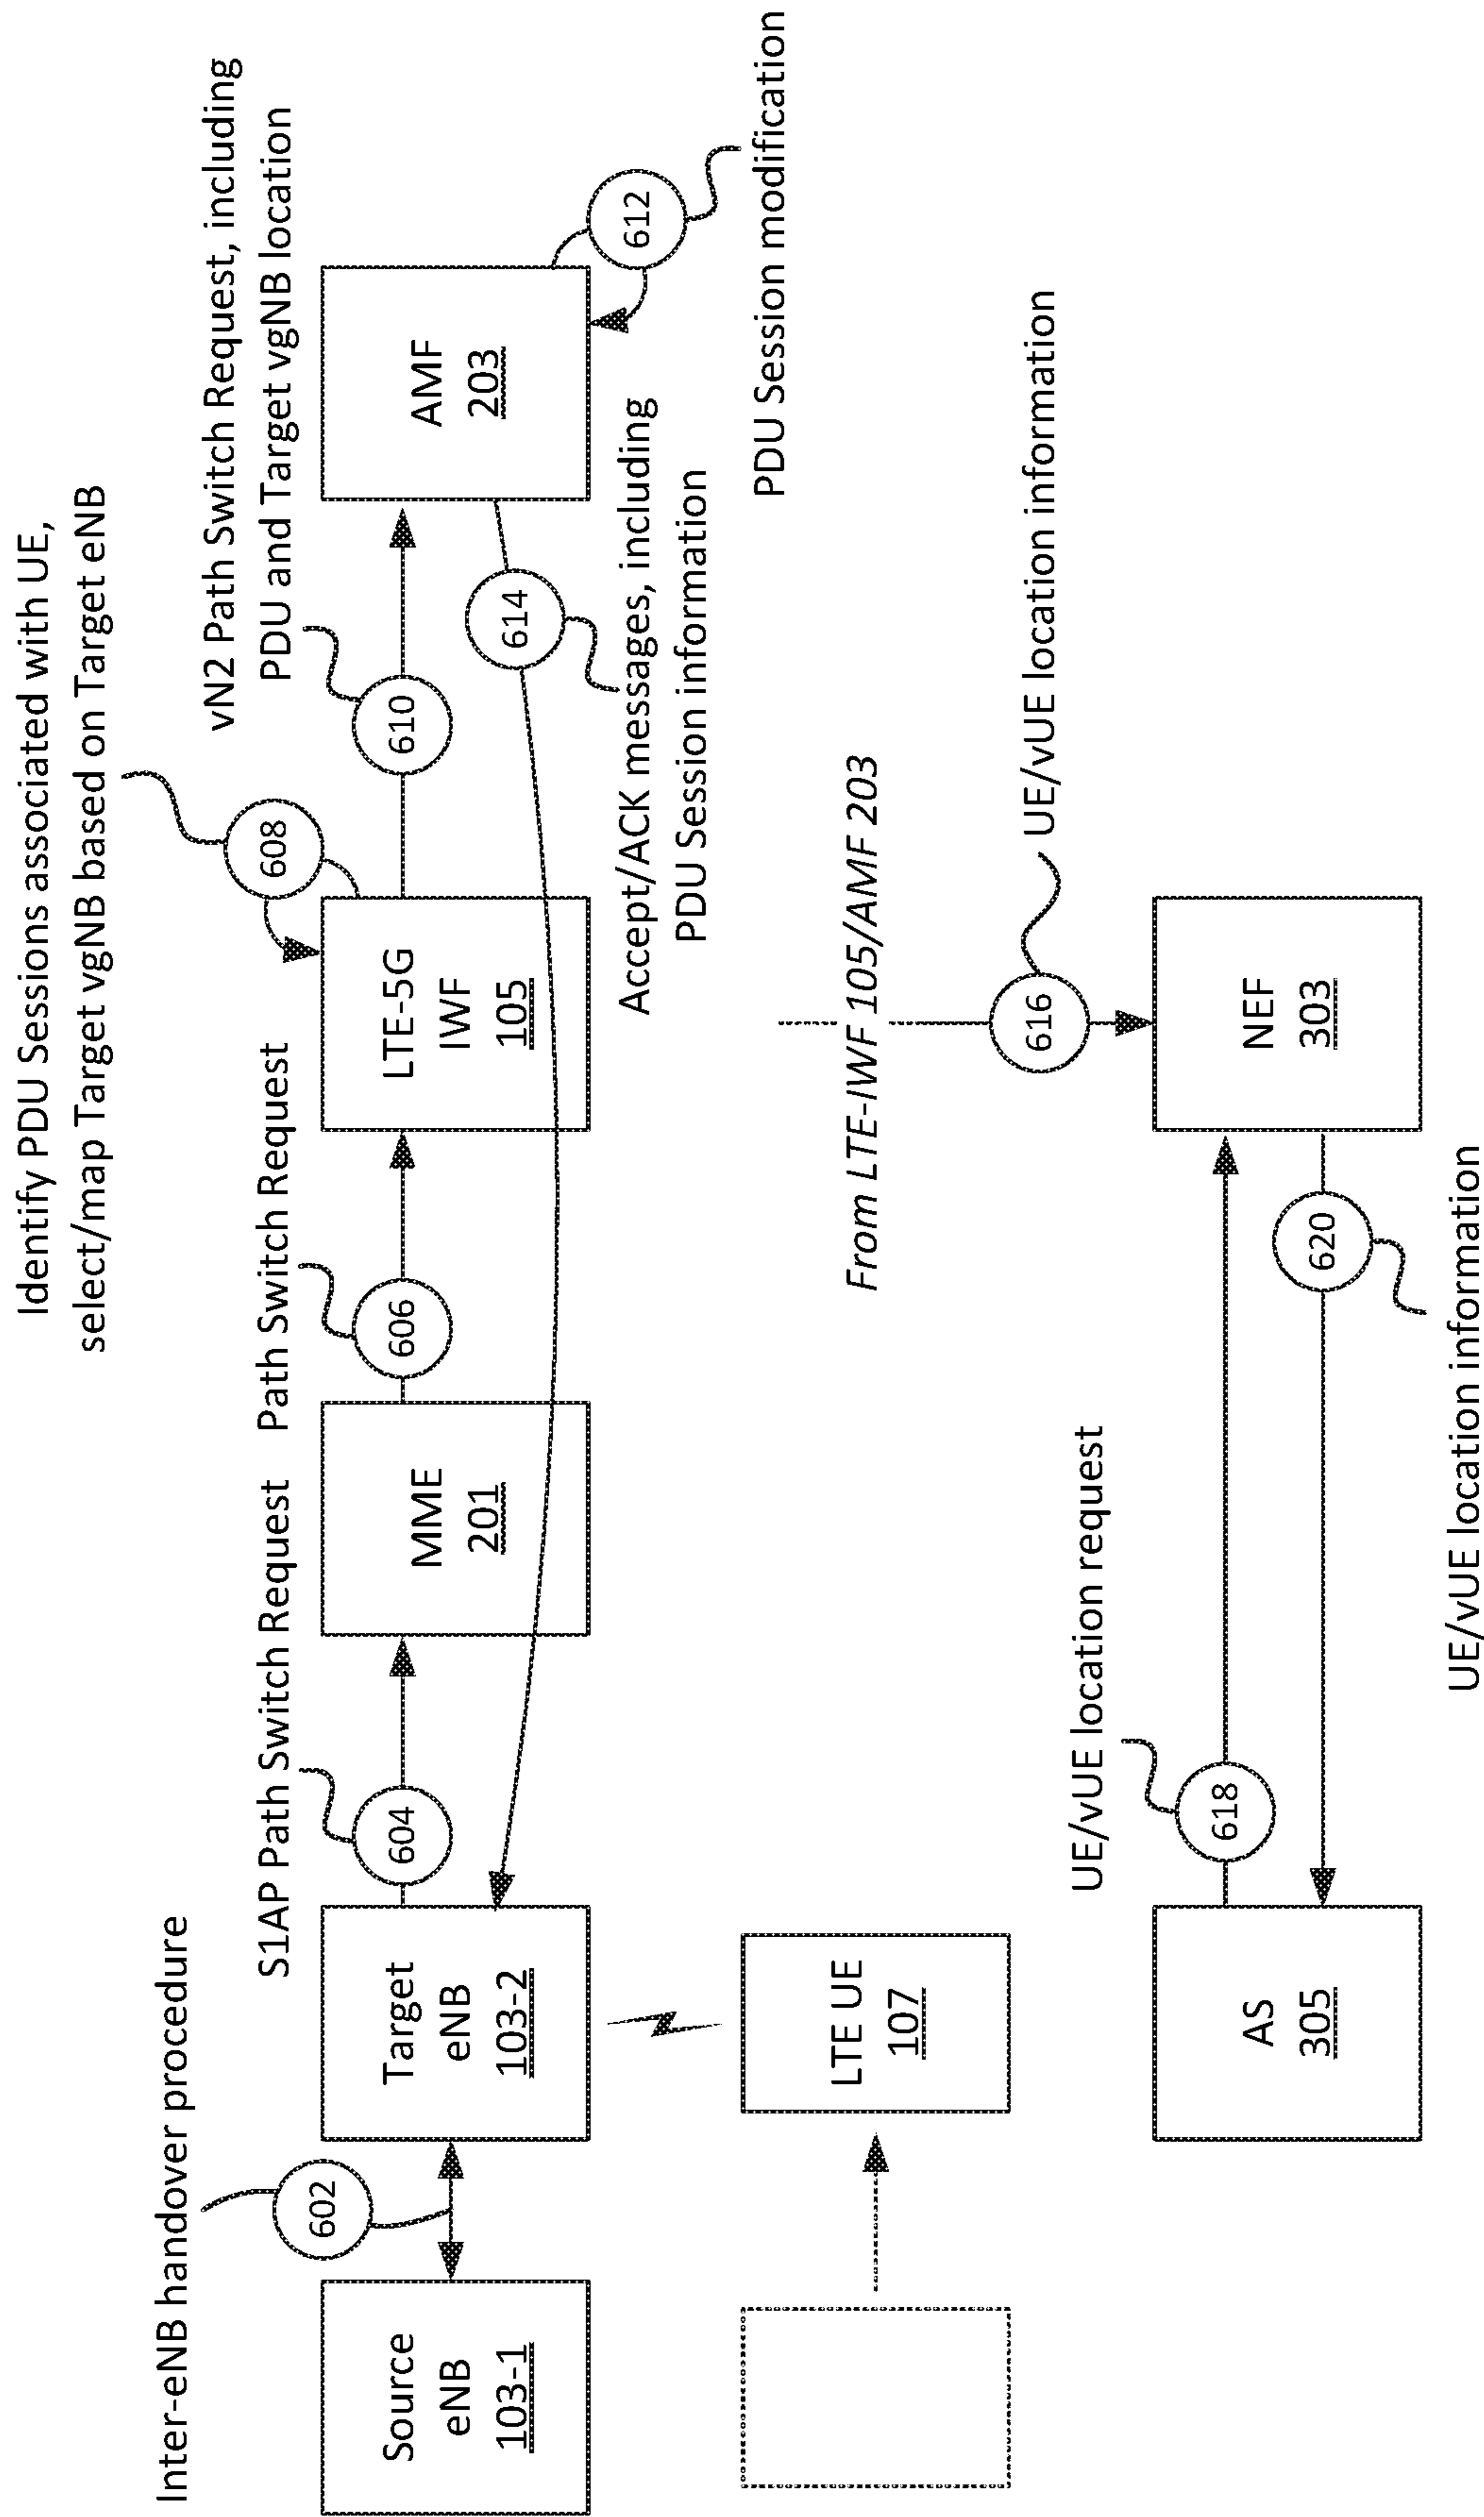 Identify PDU Sessions associated with UE,
select/map Target vgNB based on Target eNB
Inter-eNB handover procedure
S1AP Path Switch Request
Path Switch Request
vN2 Path Switch Request, including
PDU and Target vgNB location
602
604
606
608
610
Source
eNB
103-1
Target
eNB
103-2
MME
201
LTE-5G
IWF
105
AMF
203
612
614
Accept/ACK messages, including
PDU Session information
PDU Session modification
LTE UE
107
From LTE-IWF 105/AMF 203
616
UE/vUE location information
UE/vUE location request
618
AS
305
NEF
303
620
UE/vUE location information